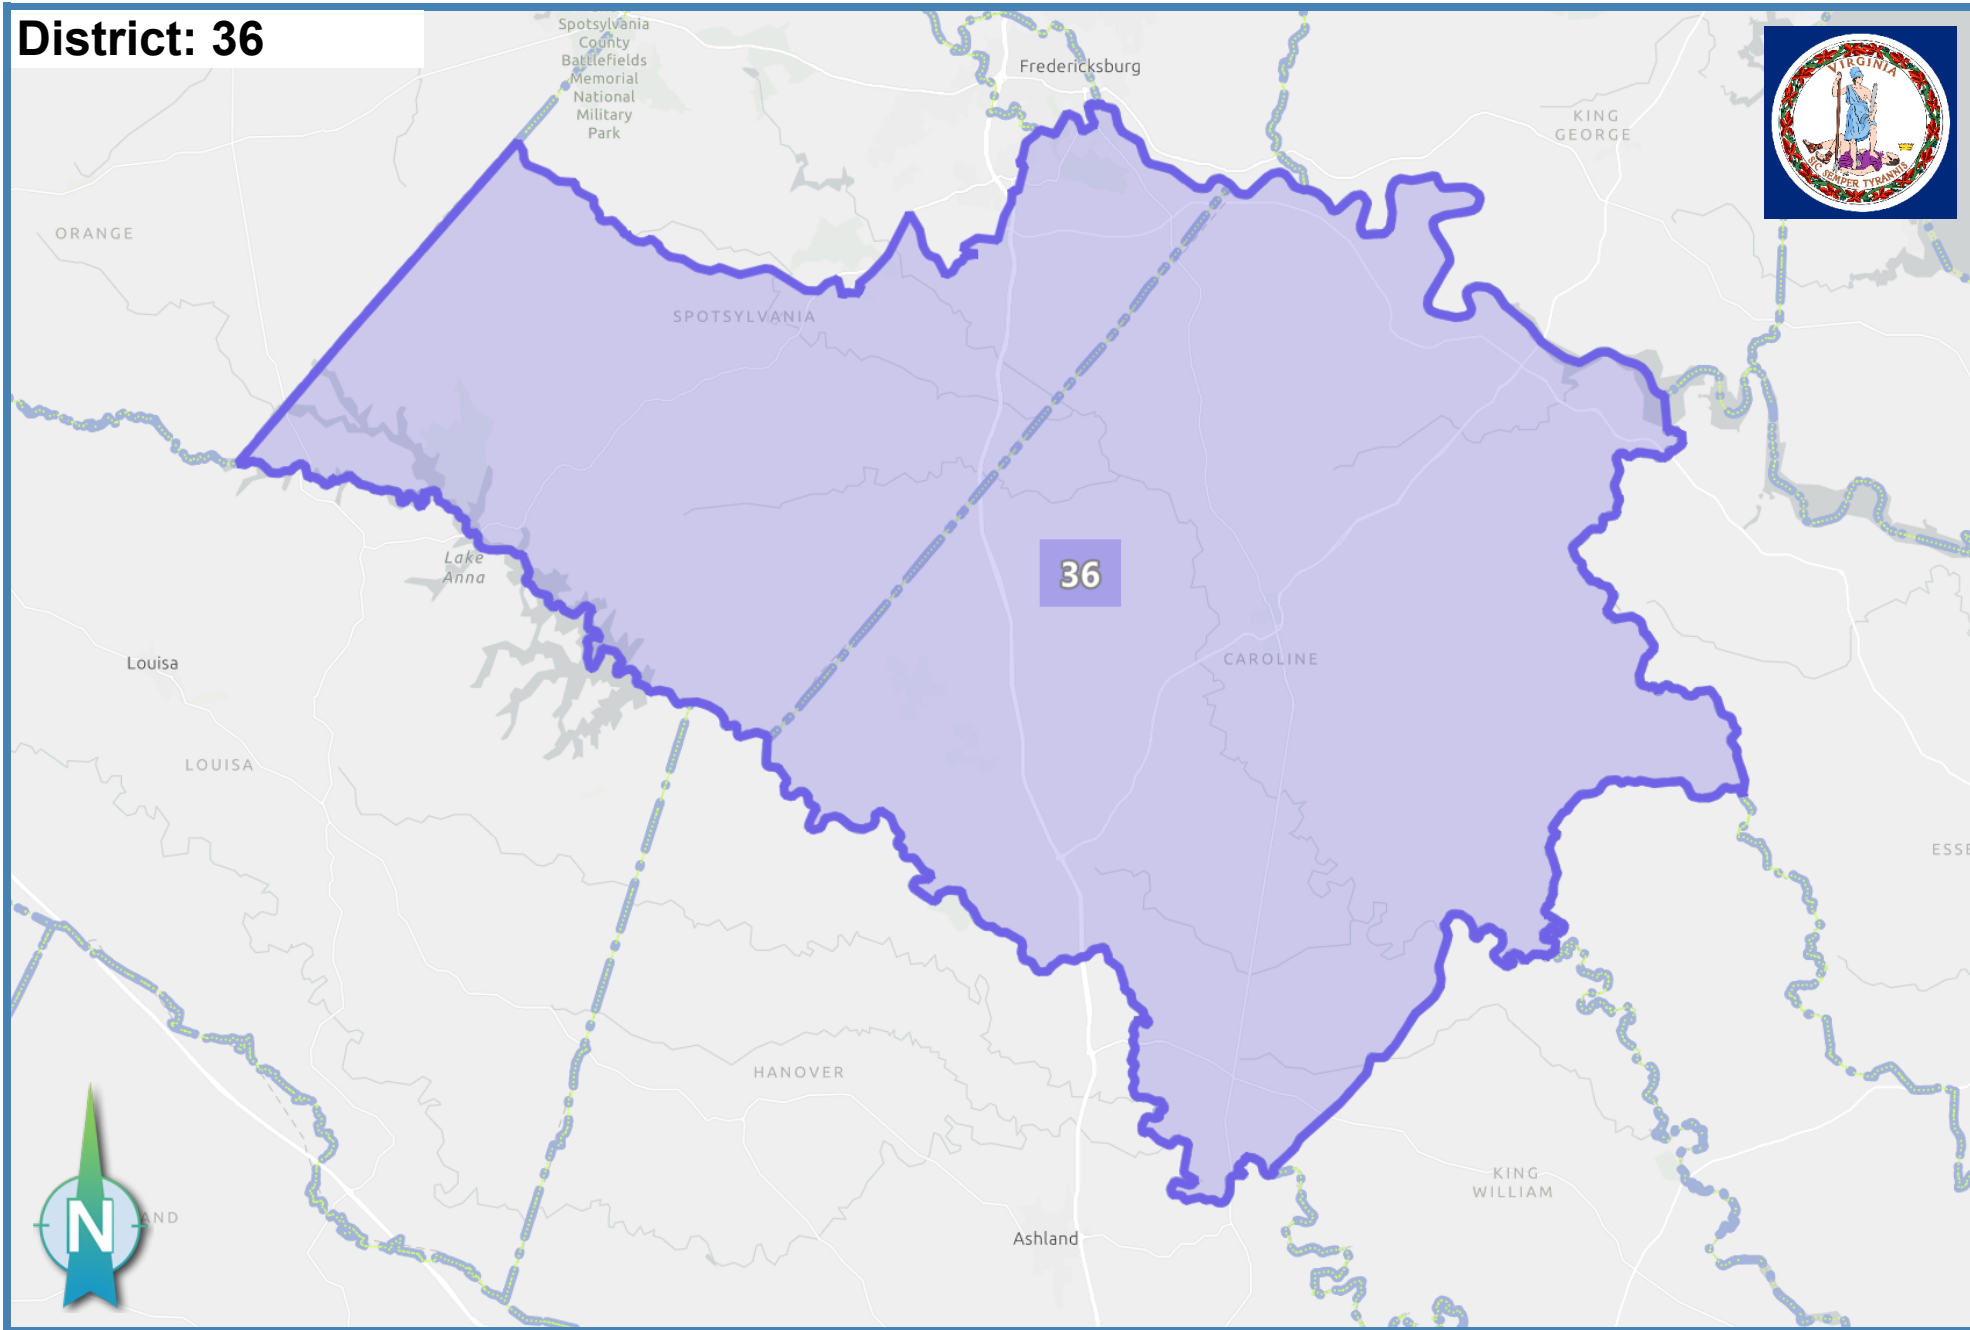 District: 36
Spotsylvania
County
Battlefields
Memorial
National
Military
Park
Fredericksburg
KING
GEORGE
VIRGINIA
SIC SEMPER TYRANNIS
ORANGE
SPOTSYLVANIA
Lake
Anna
36
CAROLINE
Louisa
LOUISA
ESSE
HANOVER
KING
WILLIAM
N
AND
Ashland